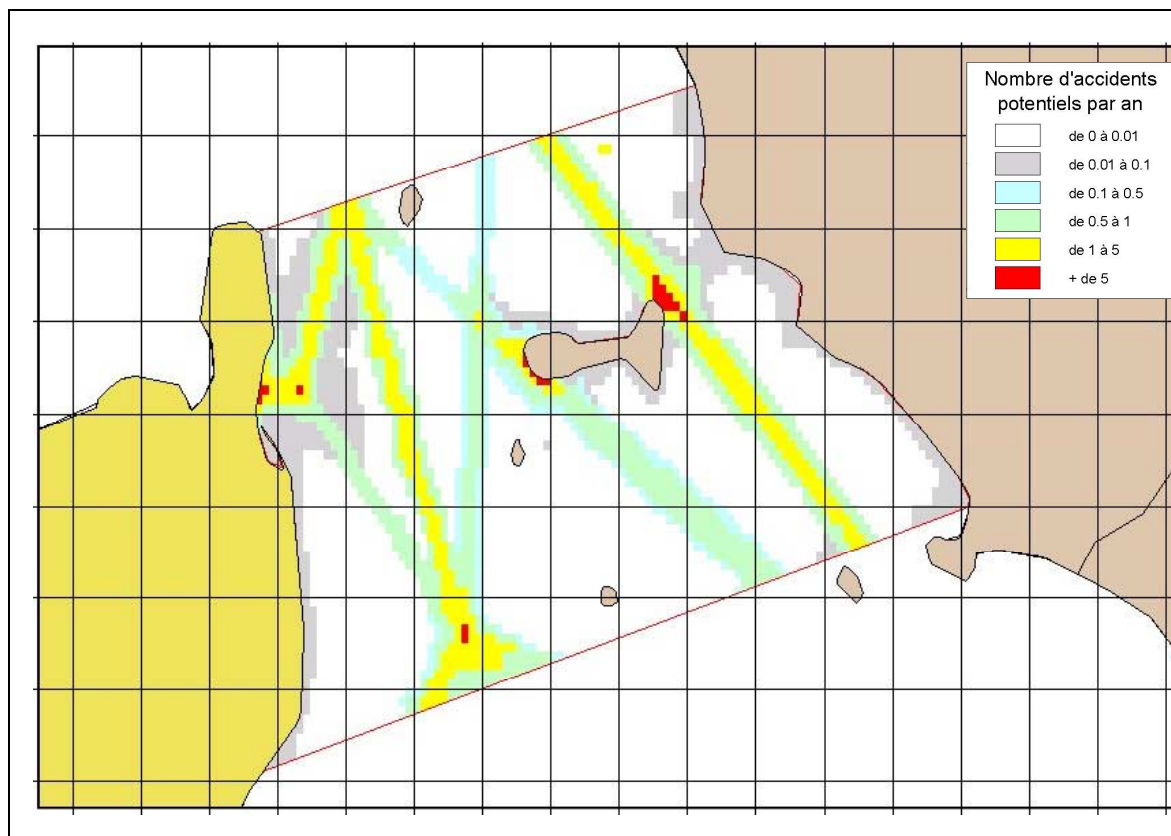 Nombre d'accidents
potentiels par an
de 0 à 0.01
de 0.01 à 0.1
de 0.1 à 0.5
de 0.5 à 1
de 1 à 5
+ de 5